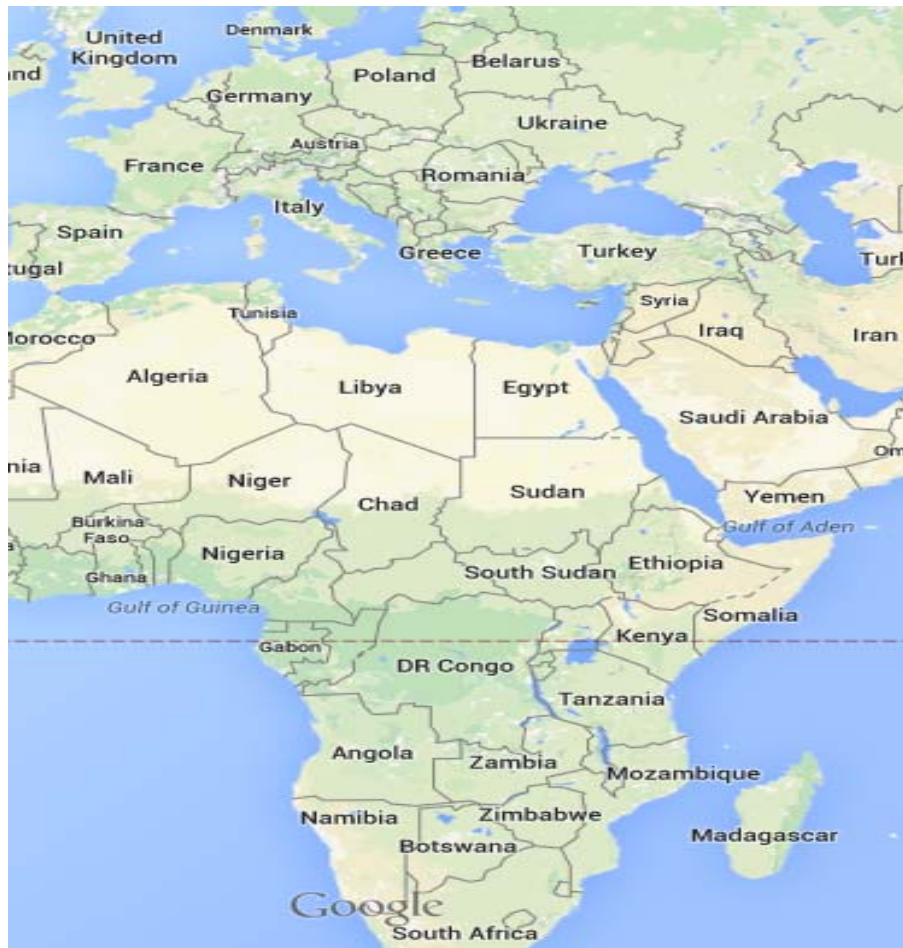 Denmark
United
Kingdom
nd
Belarus
Poland
Germany
Ukraine
Austria
France
Romania
Italy
Spain
Greece
Turkey
tugal
Turk
Syria
Tunisia
Iraq
Iran
Morocco
Algeria
Libya
Egypt
Saudi Arabia
Om
nia
Mali
Niger
Sudan
Yemen
Chad
Burkina
Faso
Gulf of Aden
Nigeria
Ethiopia
South Sudan
Ghana
Gulf of Guinea
Somalia
Kenya
Gabon
DR Congo
Tanzania
Angola
Zambia
Mozambique
Namibia
Zimbabwe
Madagascar
Botswana
Google
South Africa